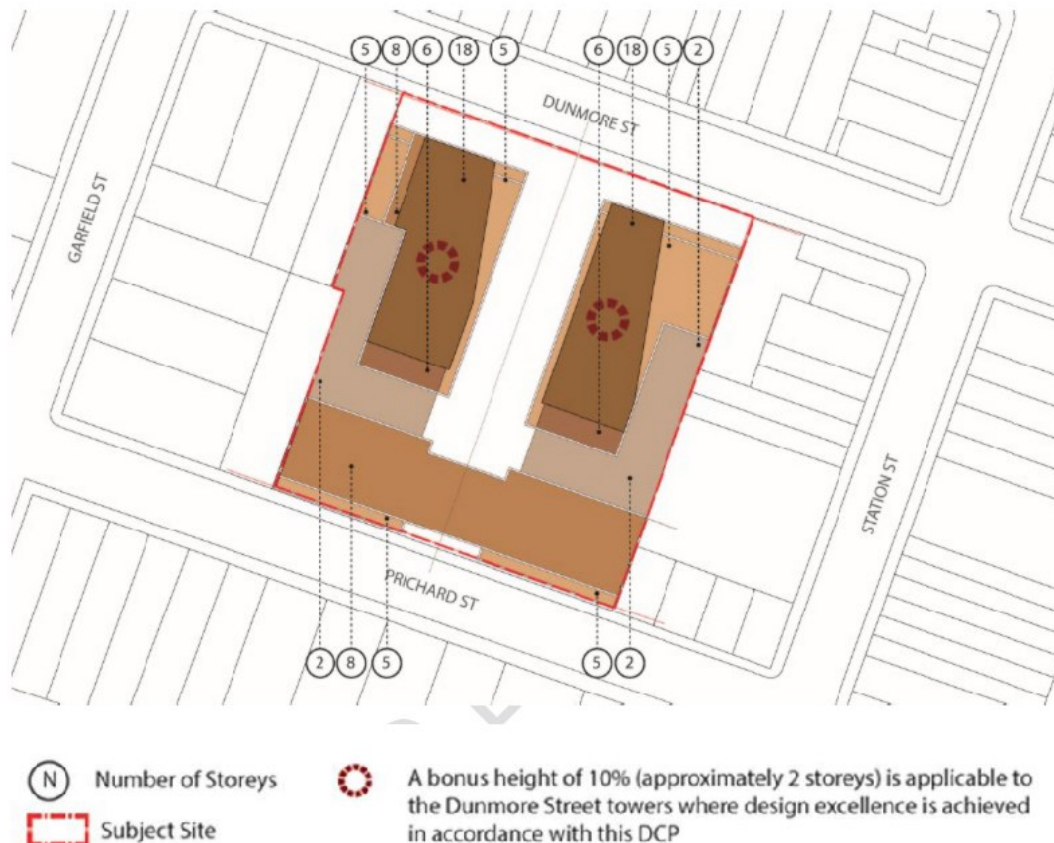 5 8 6 18 5 6 18 5 2
DUNMORE ST
GARFIELD ST
STATION ST
PRICHARD ST
2 8 5 5 2
N Number of Storeys
Subject Site
A bonus height of 10% (approximately 2 storeys) is applicable to
the Dunmore Street towers where design excellence is achieved
in accordance with this DCP